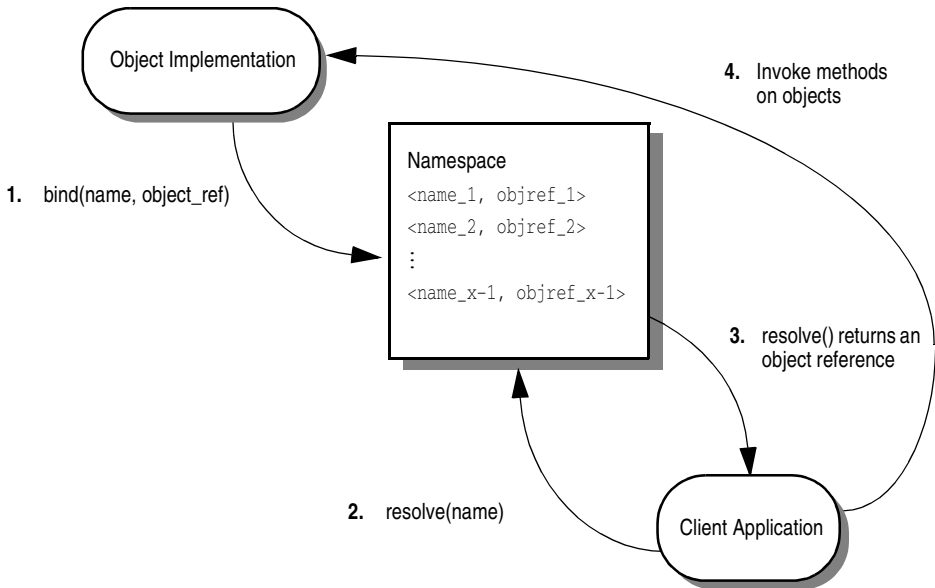 Object Implementation
4. Invoke methods
on objects
Namespace
<name_1, objref_1>
<name_2, objref_2>
⋮
<name_x-1, objref_x-1>
1. bind(name, object_ref)
3. resolve() returns an
object reference
2. resolve(name)
Client Application